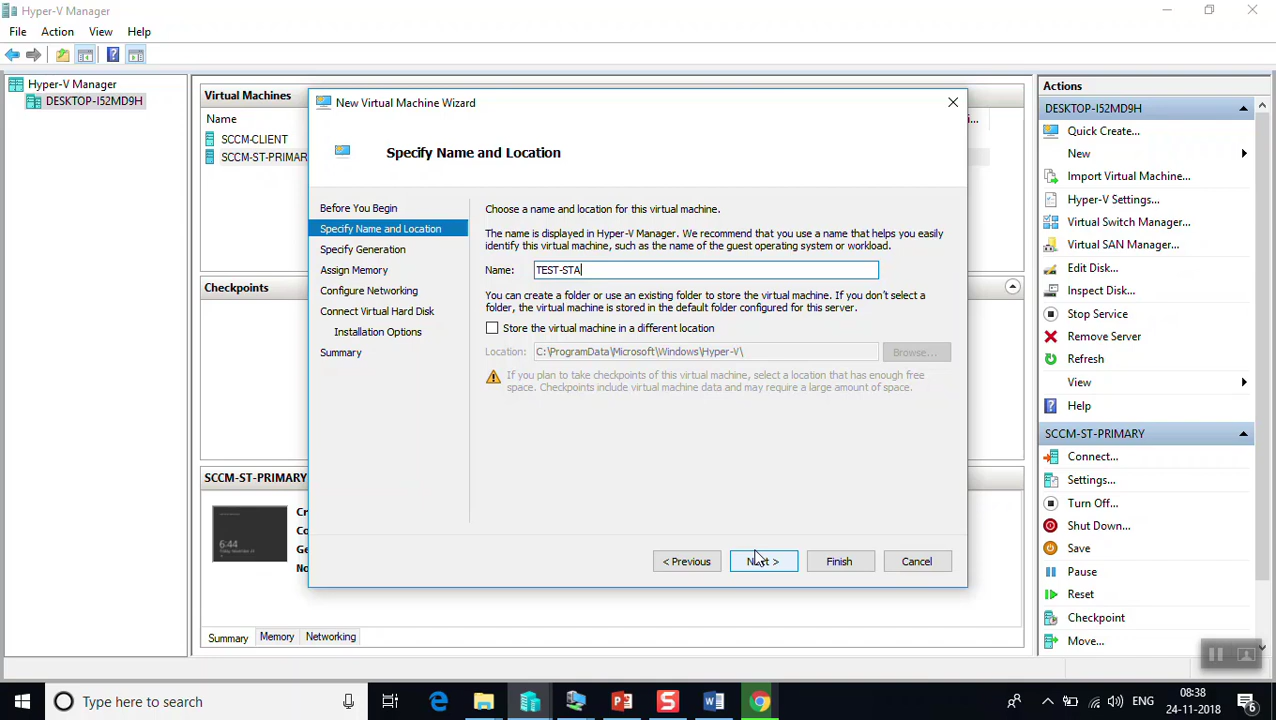 Hyper-V Manager
File Action View Help
Hyper-V Manager
DESKTOP-I52MD9H
Virtual Machines
Name
SCCM-CLIENT
SCCM-ST-PRIMAR
Checkpoints
SCCM-ST-PRIMARY
6:44
Summary Memory Networking
New Virtual Machine Wizard
Specify Name and Location
Before You Begin
Specify Name and Location
Specify Generation
Assign Memory
Configure Networking
Connect Virtual Hard Disk
Installation Options
Summary
Choose a name and location for this virtual machine.
The name is displayed in Hyper-V Manager. We recommend that you use a name that helps you easily
identify this virtual machine, such as the name of the guest operating system or workload.
Name: TEST-STA
You can create a folder or use an existing folder to store the virtual machine. If you don't select a
folder, the virtual machine is stored in the default folder configured for this server.
Store the virtual machine in a different location
Location: C:\ProgramData\Microsoft\Windows\Hyper-V\ Browse...
If you plan to take checkpoints of this virtual machine, select a location that has enough free
space. Checkpoints include virtual machine data and may require a large amount of space.
< Previous Next > Finish Cancel
Actions
DESKTOP-I52MD9H
Quick Create...
New
Import Virtual Machine...
Hyper-V Settings...
Virtual Switch Manager...
Virtual SAN Manager...
Edit Disk...
Inspect Disk...
Stop Service
Remove Server
Refresh
View
Help
SCCM-ST-PRIMARY
Connect...
Settings...
Turn Off...
Shut Down...
Save
Pause
Reset
Checkpoint
Move...
Type here to search
ENG
08:38
24-11-2018
6